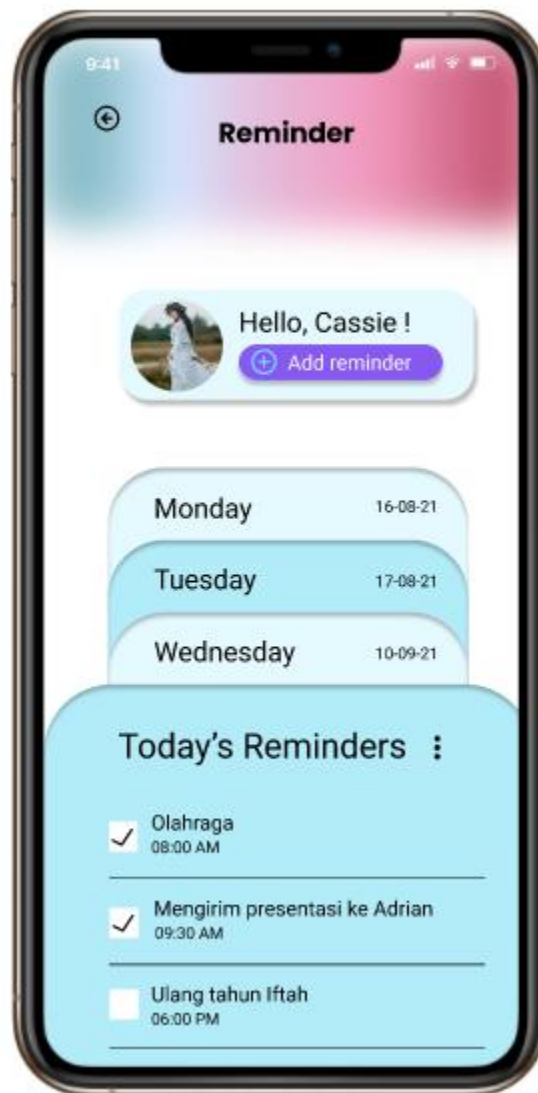 9:41
Reminder
Hello, Cassie !
Add reminder
Monday 16-08-21
Tuesday 17-08-21
Wednesday 10-09-21
Today's Reminders
Olahraga
08:00 AM
Mengirim presentasi ke Adrian
09:30 AM
Ulang tahun Iftah
06:00 PM